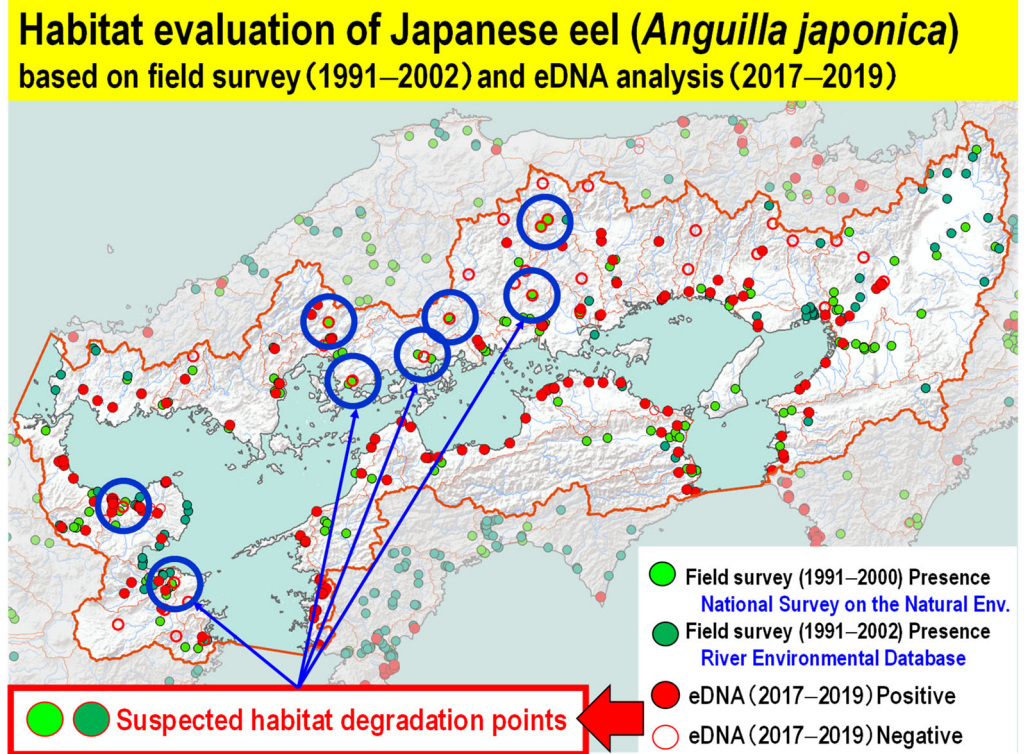 Habitat evaluation of Japanese eel (Anguilla japonica)
based on field survey (1991–2002) and eDNA analysis (2017–2019)
Field survey (1991–2000) Presence
National Survey on the Natural Env.
Field survey (1991–2002) Presence
River Environmental Database
eDNA (2017–2019) Positive
eDNA (2017–2019) Negative
Suspected habitat degradation points